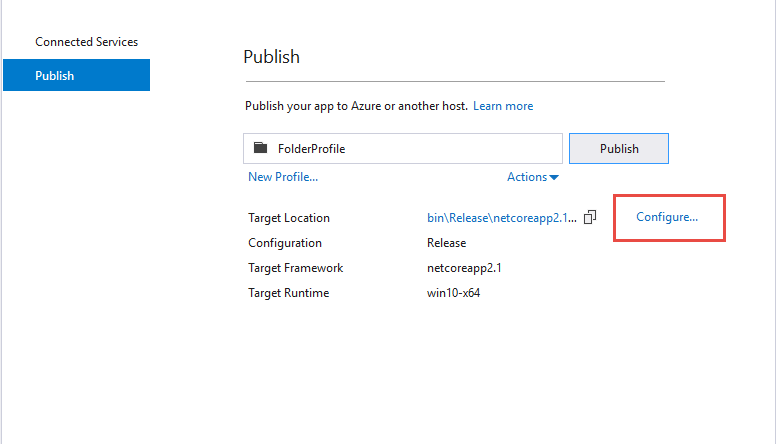 Connected Services
Publish
Publish
Publish your app to Azure or another host. Learn more
FolderProfile Publish
New Profile... Actions
Target Location bin\Release\netcoreapp2.1... Configure...
Configuration Release
Target Framework netcoreapp2.1
Target Runtime win10-x64